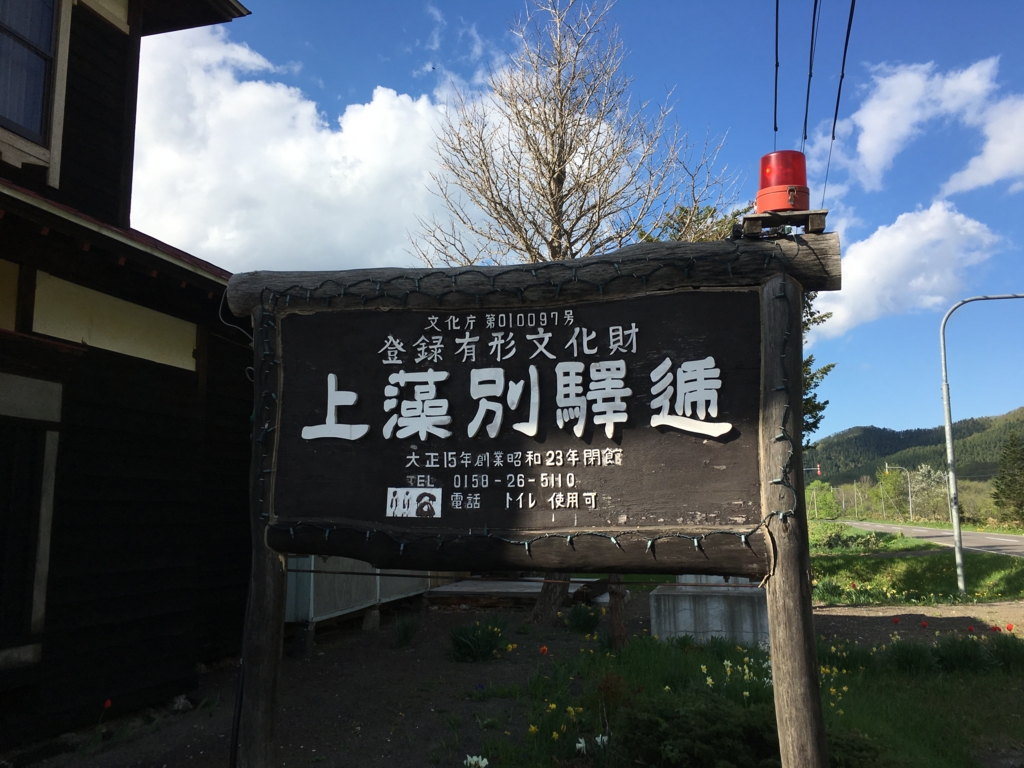 文化庁 第010097号
登録有形文化財
上藻別驛逓
大正15年創業昭和23年閉館
TEL 0158-26-5110
電話 トイレ 使用可